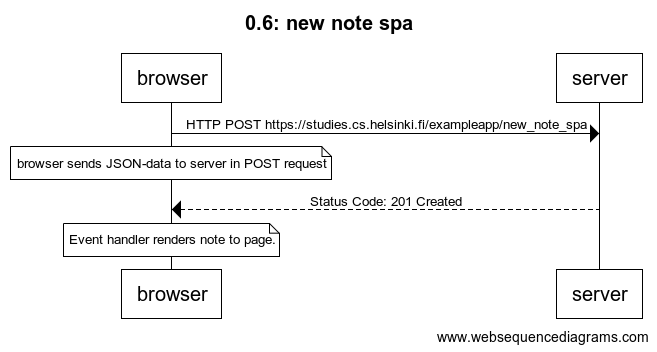 0.6: new note spa
browser
server
HTTP POST https://studies.cs.helsinki.fi/exampleapp/new_note_spa
browser sends JSON-data to server in POST request
Status Code: 201 Created
Event handler renders note to page.
browser
server
www.websequencediagrams.com